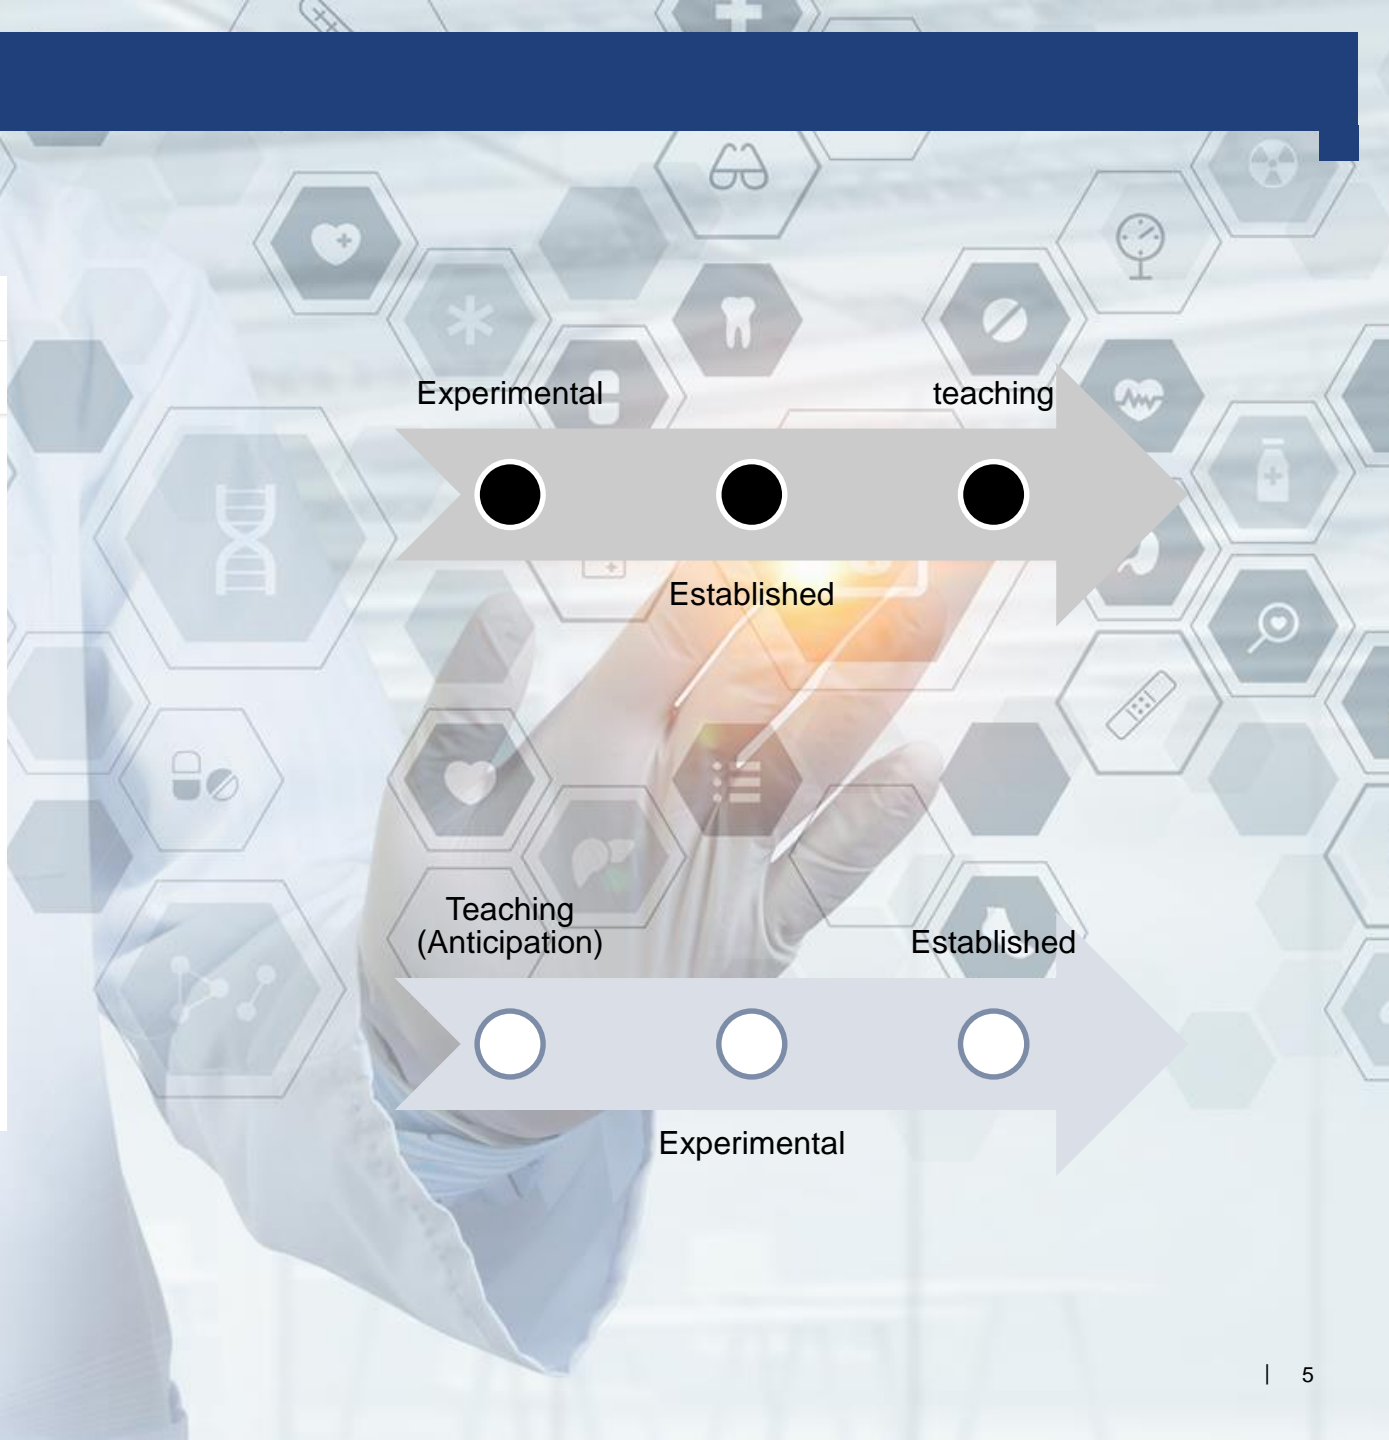 Experimental
teaching
Established
Teaching
(Anticipation)
Established
Experimental
| 5